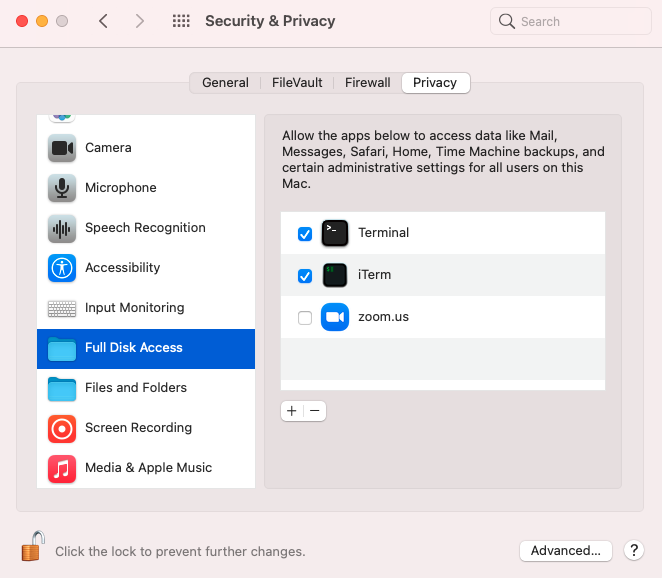 Security & Privacy
Search
General
FileVault
Firewall
Privacy
Camera
Microphone
Speech Recognition
Accessibility
Input Monitoring
Full Disk Access
Files and Folders
Screen Recording
Media & Apple Music
Allow the apps below to access data like Mail,
Messages, Safari, Home, Time Machine backups, and
certain administrative settings for all users on this
Mac.
>_
Terminal
$
iTerm
zoom.us
+ −
Click the lock to prevent further changes.
Advanced...
?